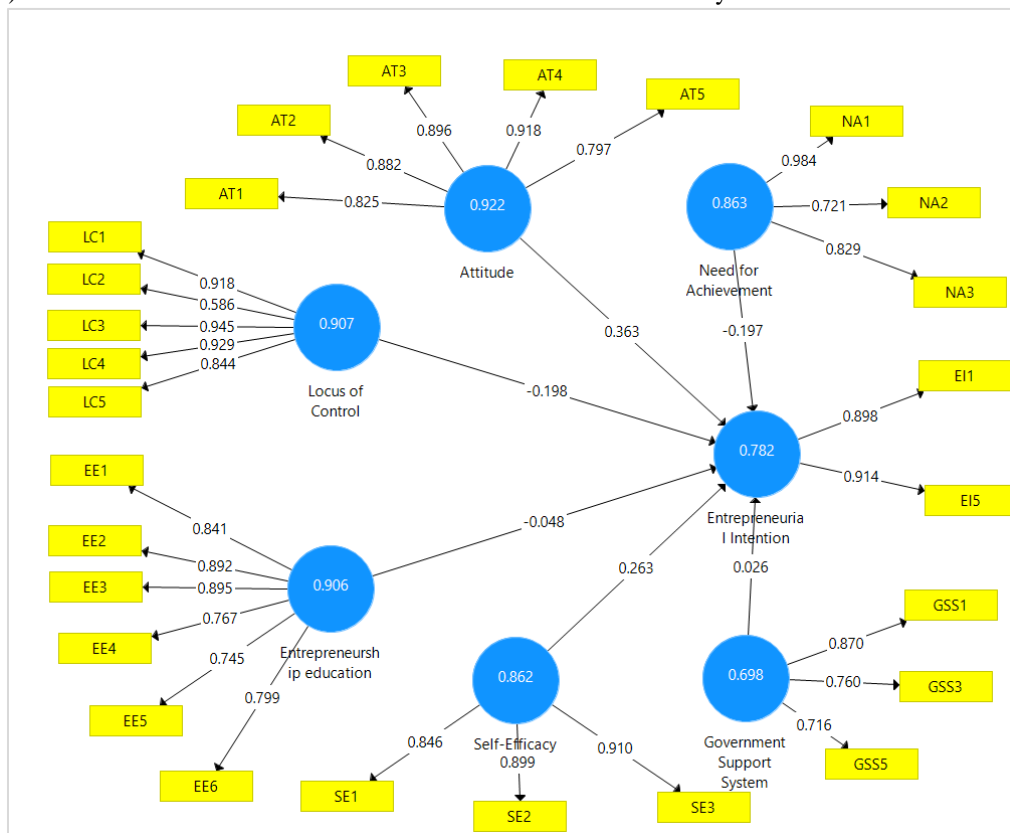 AT3
AT4
AT5
AT2
AT1
0.896
0.918
0.797
0.882
0.825
0.922
Attitude
NA1
NA2
NA3
0.984
0.721
0.829
0.863
Need for
Achievement
LC1
LC2
LC3
LC4
LC5
0.918
0.586
0.945
0.929
0.844
0.907
Locus of
Control
0.363
-0.197
-0.198
EI1
EI5
0.898
0.914
0.782
Entrepreneuria
l Intention
EE1
EE2
EE3
EE4
EE5
EE6
0.841
0.892
0.895
0.767
0.745
0.799
0.906
Entrepreneursh
ip education
-0.048
0.263
0.026
0.862
Self-Efficacy
0.846
0.899
0.910
SE1
SE2
SE3
0.698
Government
Support
System
0.870
0.760
0.716
GSS1
GSS3
GSS5